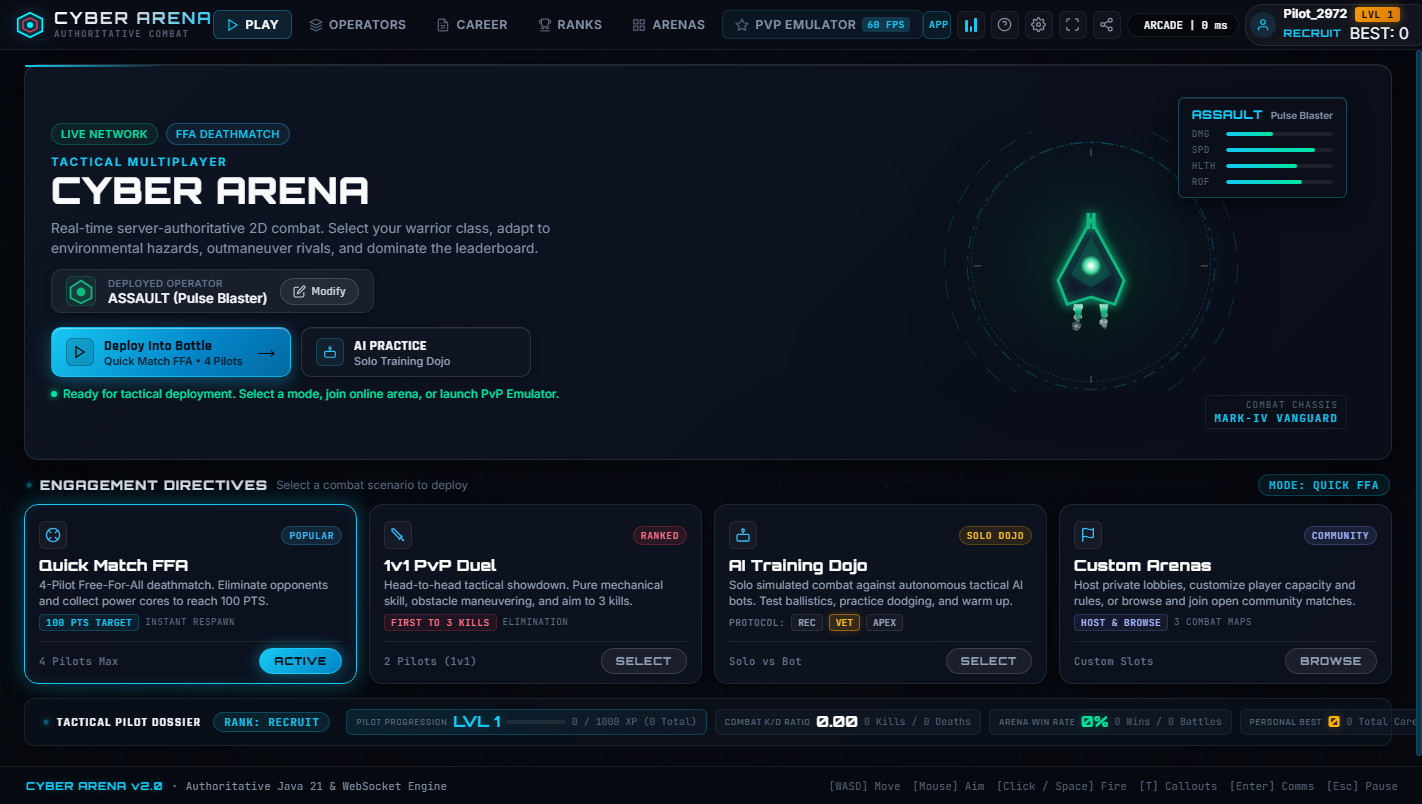 CYBER ARENA
AUTHORITATIVE COMBAT
PLAY
OPERATORS
CAREER
RANKS
ARENAS
PVP EMULATOR 60 FPS
APP
ARCADE | 0 ms
Pilot_2972 LVL 1
RECRUIT BEST: 0
LIVE NETWORK
FFA DEATHMATCH
TACTICAL MULTIPLAYER
CYBER ARENA
Real-time server-authoritative 2D combat. Select your warrior class, adapt to
environmental hazards, outmaneuver rivals, and dominate the leaderboard.
DEPLOYED OPERATOR
ASSAULT (Pulse Blaster)
Modify
Deploy Into Battle
Quick Match FFA • 4 Pilots
→
AI PRACTICE
Solo Training Dojo
Ready for tactical deployment. Select a mode, join online arena, or launch PvP Emulator.
ASSAULT Pulse Blaster
DMG
SPD
HLTH
ROF
COMBAT CHASSIS
MARK-IV VANGUARD
ENGAGEMENT DIRECTIVES Select a combat scenario to deploy
MODE: QUICK FFA
POPULAR
Quick Match FFA
4-Pilot Free-For-All deathmatch. Eliminate opponents
and collect power cores to reach 100 PTS.
100 PTS TARGET INSTANT RESPAWN
4 Pilots Max
ACTIVE
RANKED
1v1 PvP Duel
Head-to-head tactical showdown. Pure mechanical
skill, obstacle maneuvering, and aim to 3 kills.
FIRST TO 3 KILLS ELIMINATION
2 Pilots (1v1)
SELECT
SOLO DOJO
AI Training Dojo
Solo simulated combat against autonomous tactical AI
bots. Test ballistics, practice dodging, and warm up.
PROTOCOL: REC VET APEX
Solo vs Bot
SELECT
COMMUNITY
Custom Arenas
Host private lobbies, customize player capacity and
rules, or browse and join open community matches.
HOST & BROWSE 3 COMBAT MAPS
Custom Slots
BROWSE
TACTICAL PILOT DOSSIER
RANK: RECRUIT
PILOT PROGRESSION LVL 1 0 / 1000 XP (0 Total)
COMBAT K/D RATIO 0.00 0 Kills / 0 Deaths
ARENA WIN RATE 0% 0 Wins / 0 Battles
PERSONAL BEST 0 0 Total Care
CYBER ARENA v2.0 · Authoritative Java 21 & WebSocket Engine
[WASD] Move [Mouse] Aim [Click / Space] Fire [T] Callouts [Enter] Comms [Esc] Pause